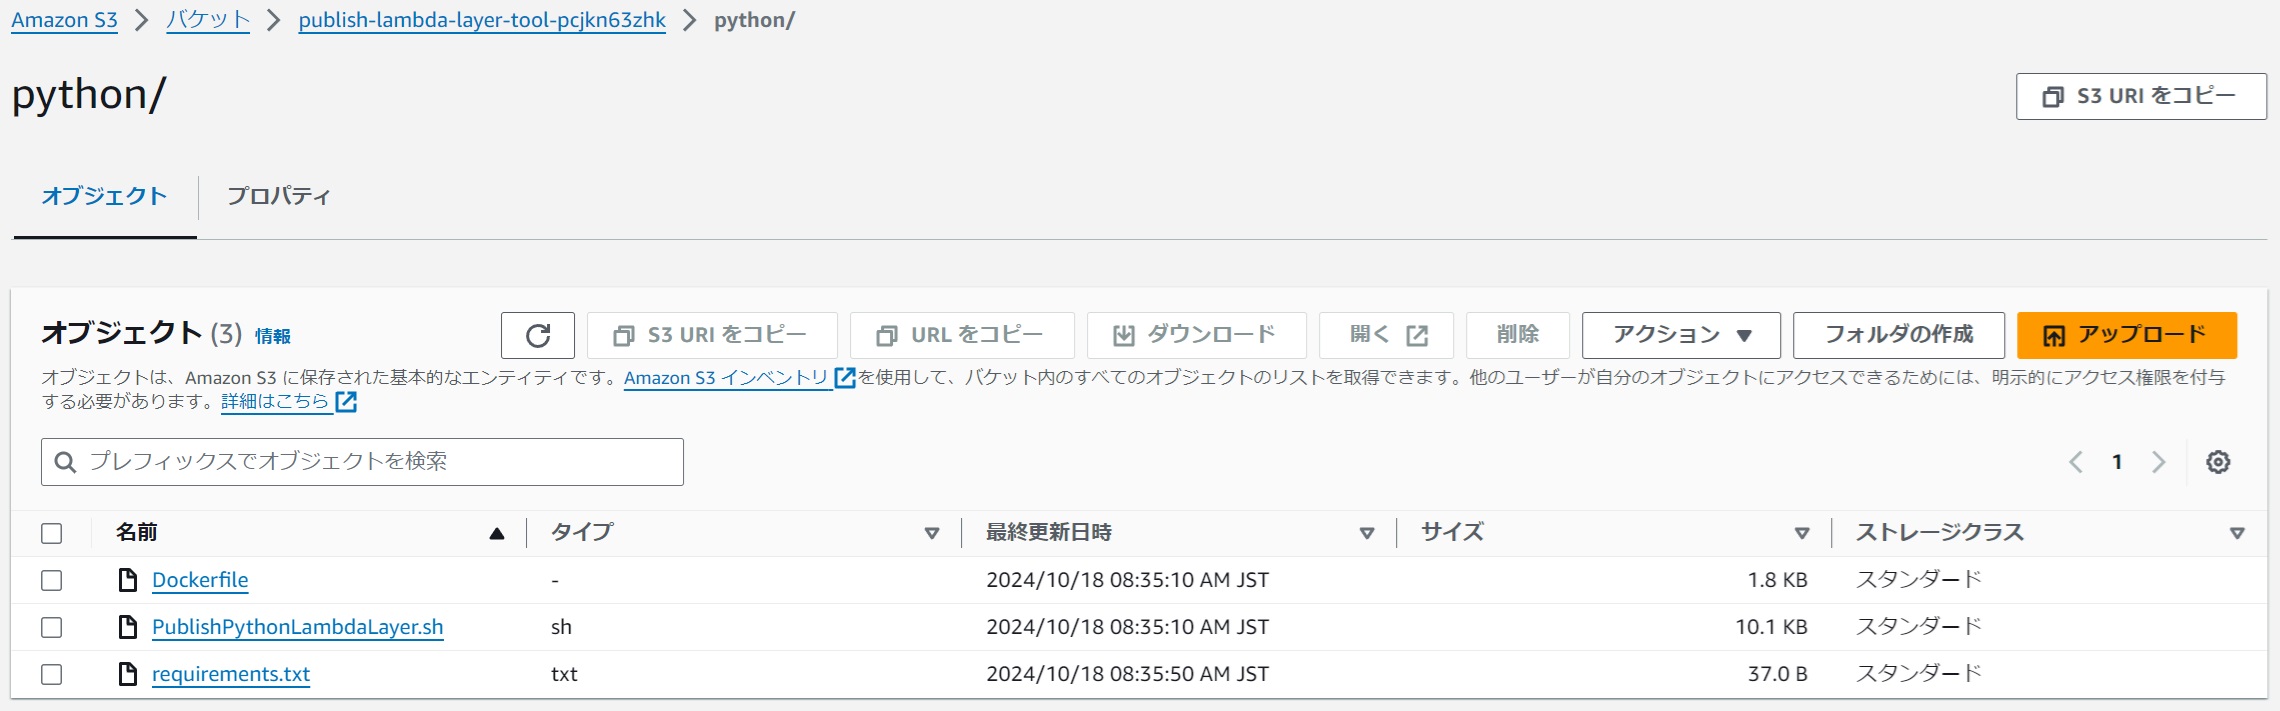 Amazon S3 > バケット > publish-lambda-layer-tool-pcjkn63zhk > python/
python/
S3 URI をコピー
オブジェクト プロパティ
オブジェクト (3) 情報 S3 URI をコピー URL をコピー ダウンロード 開く 削除 アクション フォルダの作成 アップロード
オブジェクトは、Amazon S3 に保存された基本的なエンティティです。Amazon S3 インベントリ を使用して、バケット内のすべてのオブジェクトのリストを取得できます。他のユーザーが自分のオブジェクトにアクセスできるためには、明示的にアクセス権限を付与
する必要があります。詳細はこちら
プレフィックスでオブジェクトを検索 1
名前 タイプ 最終更新日時 サイズ ストレージクラス
Dockerfile - 2024/10/18 08:35:10 AM JST 1.8 KB スタンダード
PublishPythonLambdaLayer.sh sh 2024/10/18 08:35:10 AM JST 10.1 KB スタンダード
requirements.txt txt 2024/10/18 08:35:50 AM JST 37.0 B スタンダード